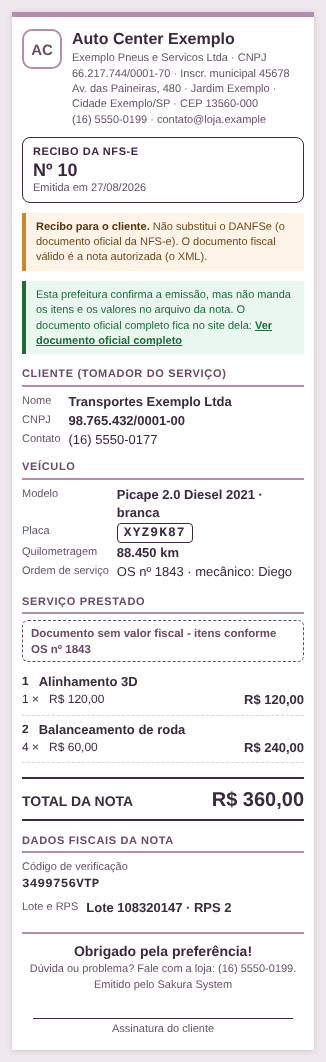 AC
Auto Center Exemplo
Exemplo Pneus e Serviços Ltda · CNPJ
66.217.744/0001-70 · Inscr. municipal 45678
Av. das Paineiras, 480 · Jardim Exemplo ·
Cidade Exemplo/SP · CEP 13560-000
(16) 5550-0199 · contato@loja.example
RECIBO DA NFS-E
Nº 10
Emitida em 27/08/2026
Recibo para o cliente. Não substitui o DANFSe (o
documento oficial da NFS-e). O documento fiscal
válido é a nota autorizada (o XML).
Esta prefeitura confirma a emissão, mas não manda
os itens e os valores no arquivo da nota. O
documento oficial completo fica no site dela: Ver
documento oficial completo
CLIENTE (TOMADOR DO SERVIÇO)
Nome Transportes Exemplo Ltda
CNPJ 98.765.432/0001-00
Contato (16) 5550-0177
VEÍCULO
Modelo Picape 2.0 Diesel 2021 ·
branca
Placa XYZ9K87
Quilometragem 88.450 km
Ordem de serviço OS nº 1843 · mecânico: Diego
SERVIÇO PRESTADO
Documento sem valor fiscal - itens conforme
OS nº 1843
1 Alinhamento 3D
1 × R$ 120,00 R$ 120,00
2 Balanceamento de roda
4 × R$ 60,00 R$ 240,00
TOTAL DA NOTA R$ 360,00
DADOS FISCAIS DA NOTA
Código de verificação
3499756VTP
Lote e RPS Lote 108320147 · RPS 2
Obrigado pela preferência!
Dúvida ou problema? Fale com a loja: (16) 5550-0199.
Emitido pelo Sakura System
Assinatura do cliente